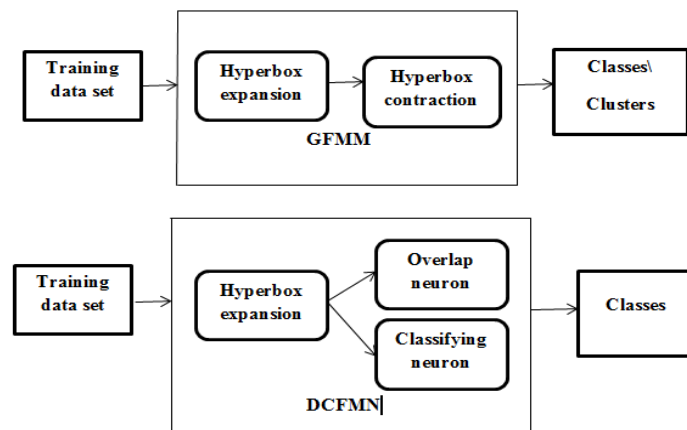 Training
data set
Hyperbox
expansion
Hyperbox
contraction
GFMM
Classes\
Clusters
Training
data set
Hyperbox
expansion
Overlap
neuron
Classifying
neuron
DCFMN
Classes